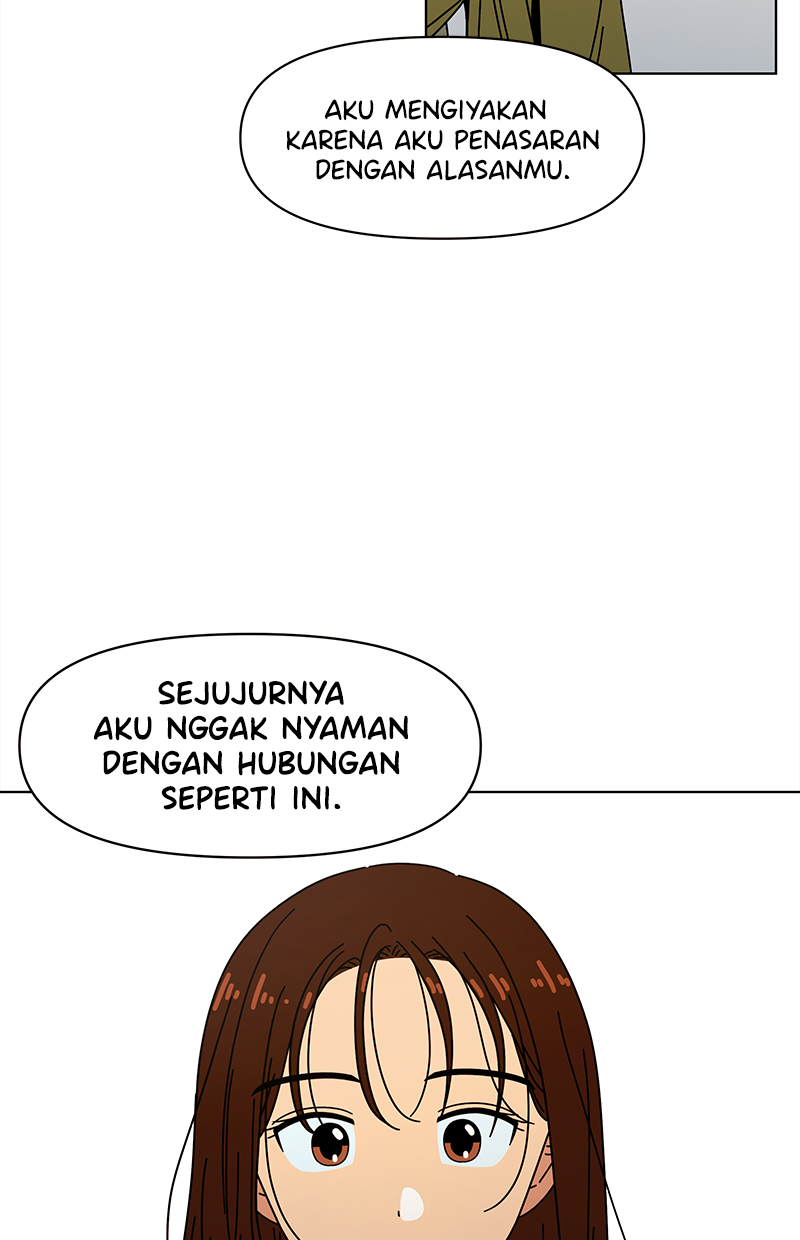 AKU MENGIYAKAN
KARENA AKU PENASARAN
DENGAN ALASANMU.
SEJUJURNYA
AKU NGGAK NYAMAN
DENGAN HUBUNGAN
SEPERTI INI.